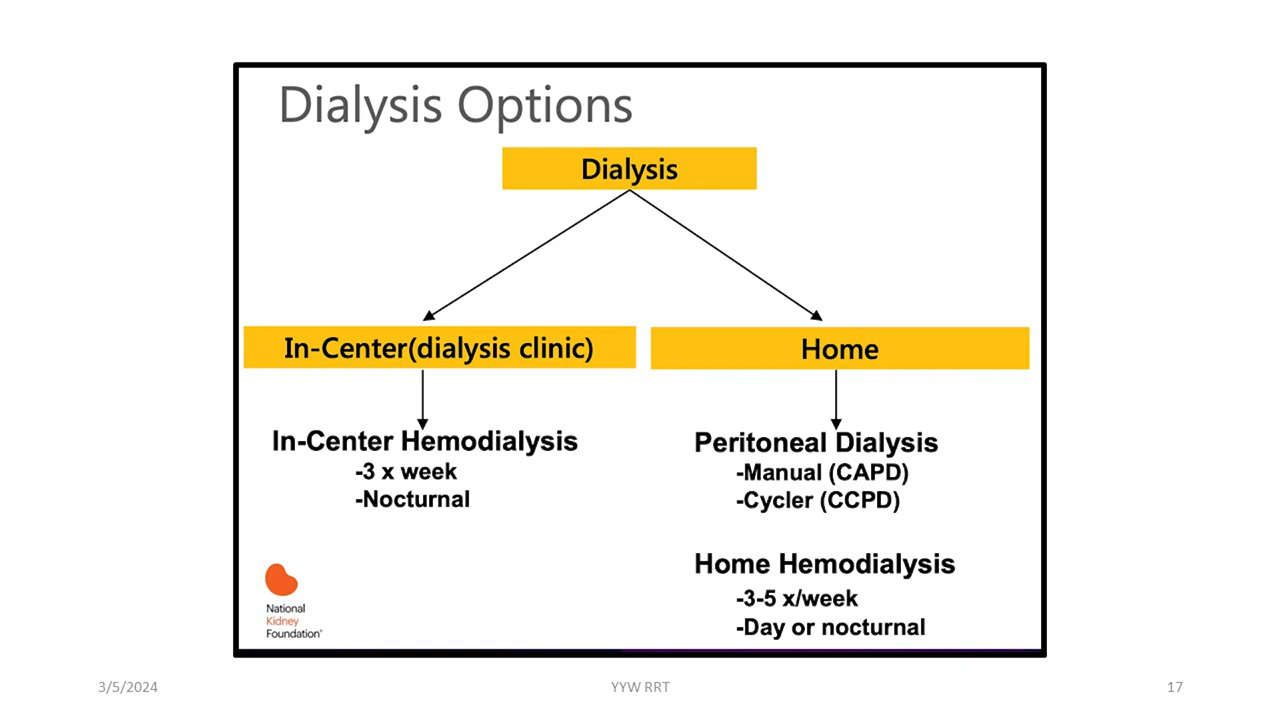 Dialysis Options
Dialysis
In-Center(dialysis clinic)
Home
In-Center Hemodialysis
-3 x week
-Nocturnal
Peritoneal Dialysis
-Manual (CAPD)
-Cycler (CCPD)
Home Hemodialysis
-3-5 x/week
-Day or nocturnal
National
Kidney
Foundation®
3/5/2024
YYW RRT
17